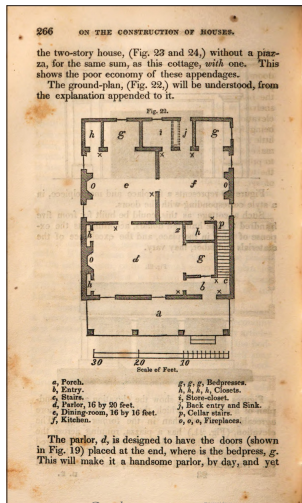 266 ON THE CONSTRUCTION OF HOUSES.
the two-story house, (Fig. 23 and 24,) without a piaz-
za, for the same sum, as this cottage, with one. This
shows the poor economy of these appendages.
The ground-plan, (Fig. 22,) will be understood, from
the explanation appended to it.
Fig. 22.
h g i j g
o e f o
h z h p
o d g
h b c
a
30 20 10
Scale of Feet.
a, Porch.
b, Entry.
c, Stairs.
d, Parlor, 16 by 20 feet.
e, Dining-room, 16 by 16 feet.
f, Kitchen.
g, g, g, Bedpresses.
h, h, h, h, Closets.
i, Store-closet.
j, Back entry and Sink.
p, Cellar stairs.
o, o, o, Fireplaces.
The parlor, d, is designed to have the doors (shown
in Fig. 19) placed at the end, where is the bedpress, g.
This will make it a handsome parlor, by day, and yet